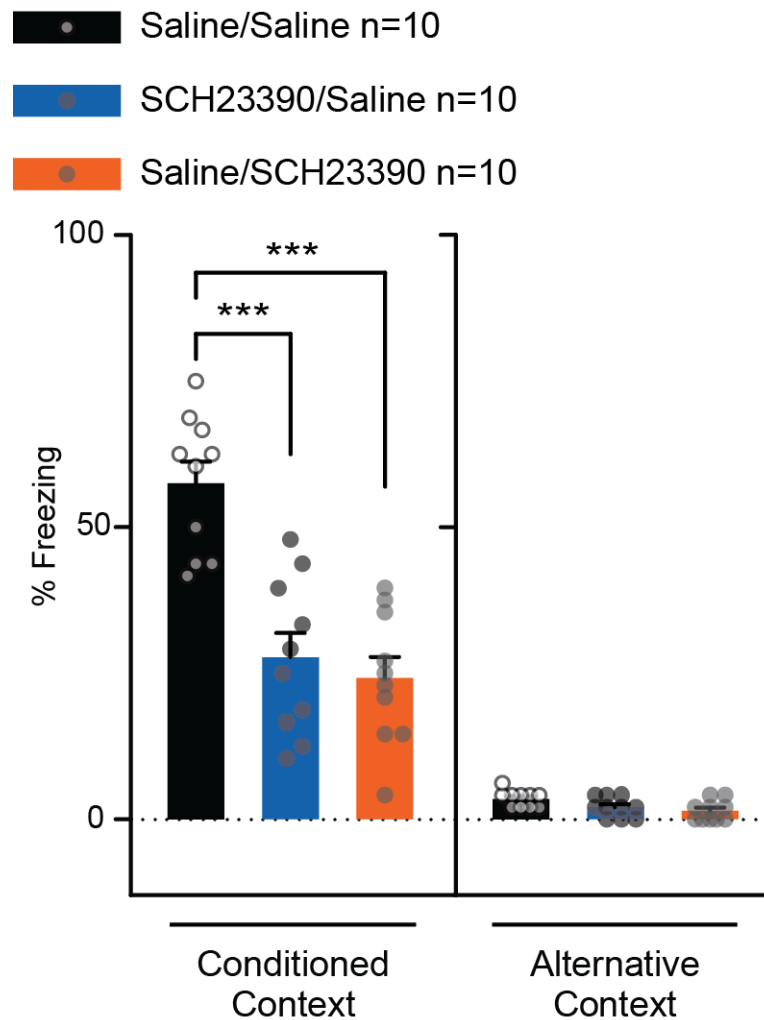 Saline/Saline n=10
SCH23390/Saline n=10
Saline/SCH23390 n=10
100
***
***
% Freezing
50
0
Conditioned
Context
Alternative
Context